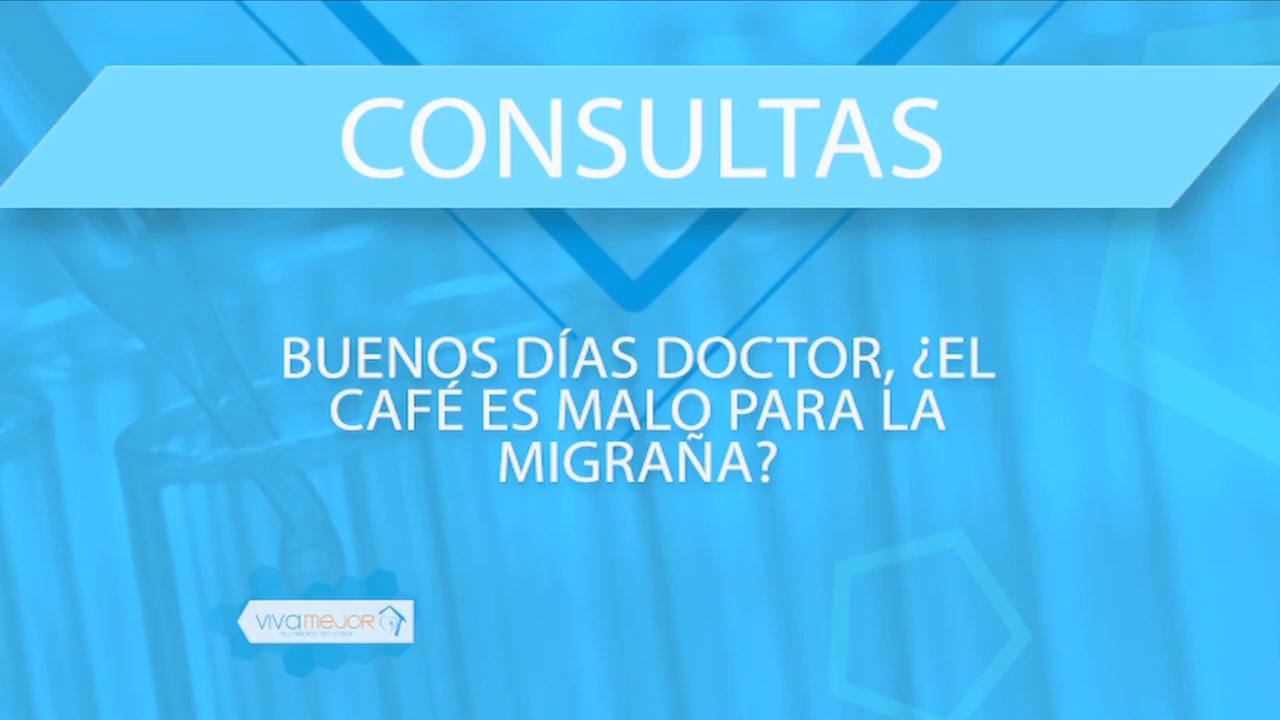 CONSULTAS
BUENOS DÍAS DOCTOR, ¿EL
CAFÉ ES MALO PARA LA
MIGRAÑA?
VIVAMEJOR